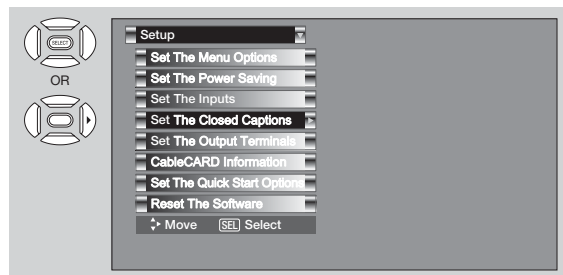 SELECT
OR
Setup
Set The Menu Options
Set The Power Saving
Set The Inputs
Set The Closed Captions
Set The Output Terminals
CableCARD Information
Set The Quick Start Options
Reset The Software
Move SEL Select